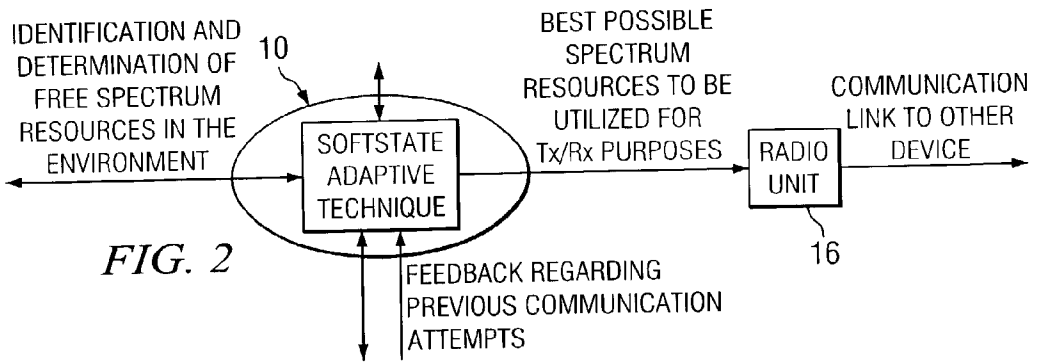 IDENTIFICATION AND
DETERMINATION OF
FREE SPECTRUM
RESOURCES IN THE
ENVIRONMENT
10
SOFTSTATE
ADAPTIVE
TECHNIQUE
BEST POSSIBLE
SPECTRUM
RESOURCES TO BE
UTILIZED FOR
Tx/Rx PURPOSES
COMMUNICATION
LINK TO OTHER
DEVICE
RADIO
UNIT
16
FIG. 2
FEEDBACK REGARDING
PREVIOUS COMMUNICATION
ATTEMPTS